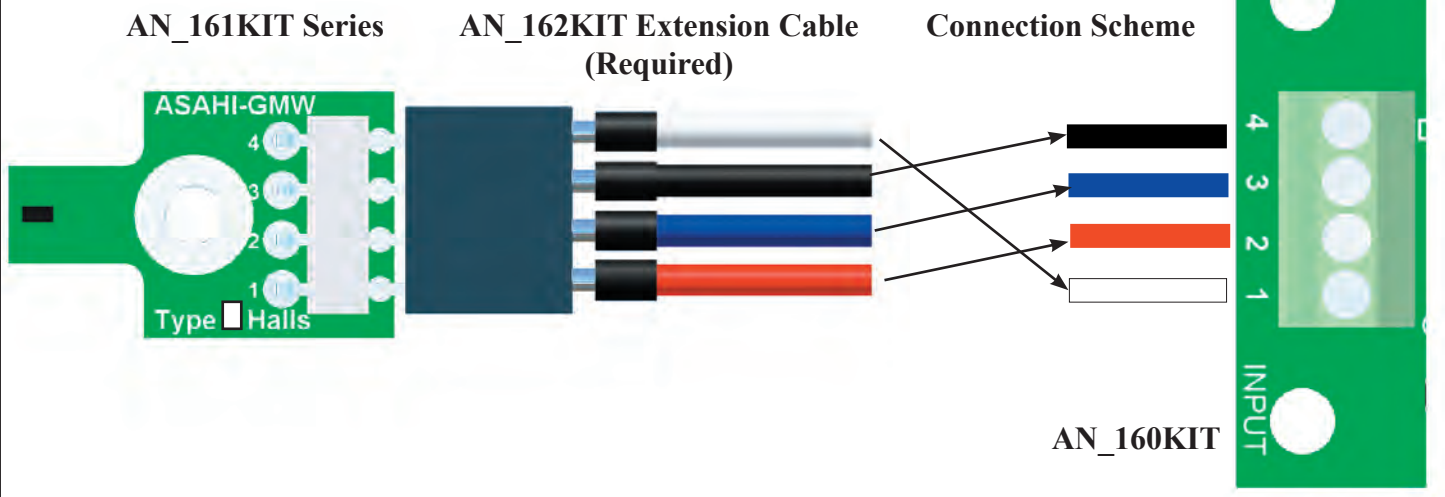 AN_161KIT Series
AN_162KIT Extension Cable
(Required)
Connection Scheme
ASAHI-GMW
4
3
2
1
Type Halls
4
3
2
1
INPUT
AN_160KIT